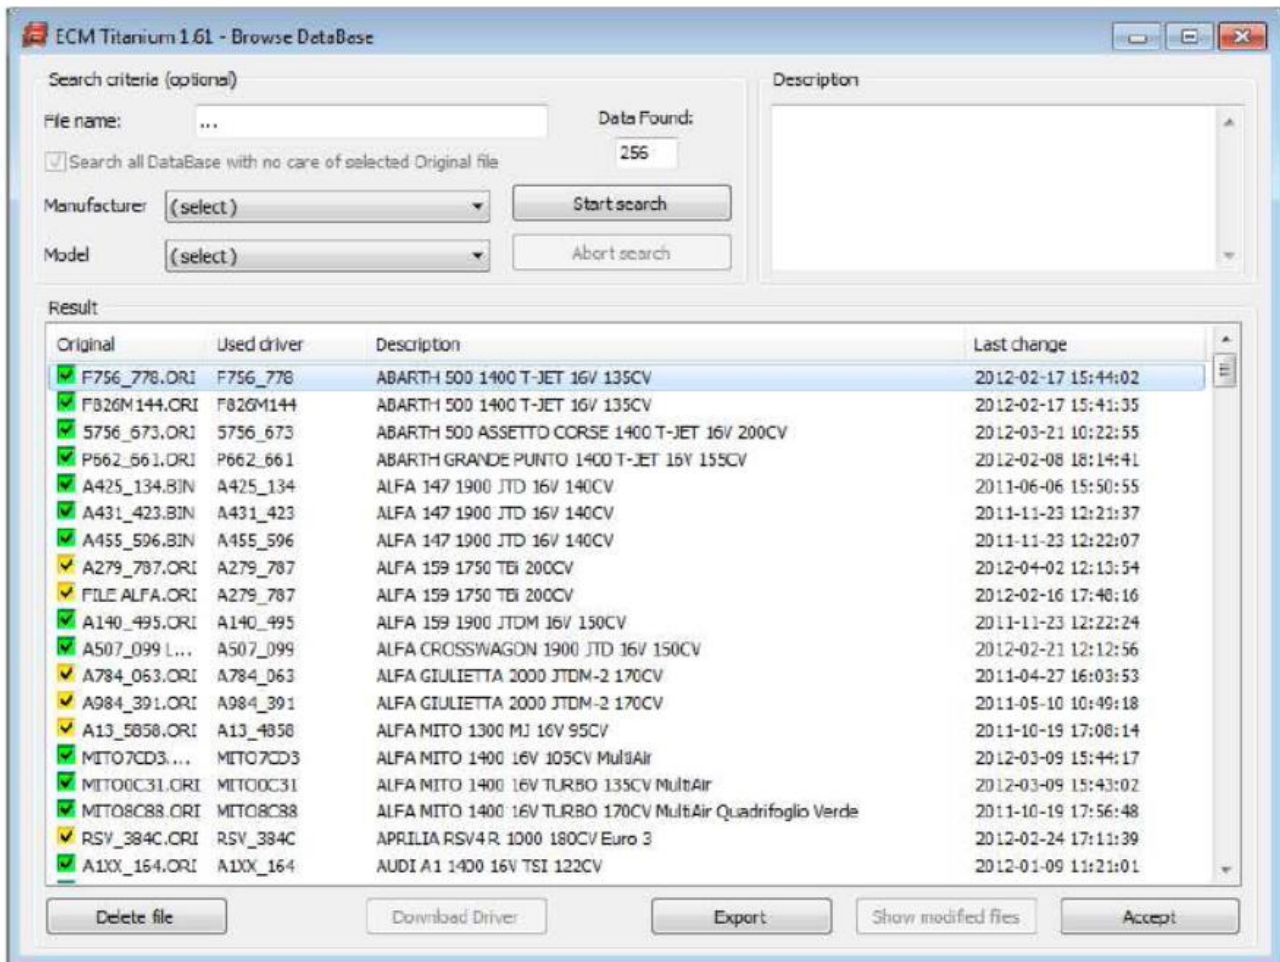 ECM Titanium 1.61 - Browse DataBase
Search criteria (optional)
Description
File name:
...
Data Found:
256
Search all DataBase with no care of selected Original file
Manufacturer
(select)
Start search
Model
(select)
Abort search
Result
Original Used driver Description Last change
F756_778.ORI F756_778 ABARTH 500 1400 T-JET 16V 135CV 2012-02-17 15:44:02
F826M144.ORI F826M144 ABARTH 500 1400 T-JET 16V 135CV 2012-02-17 15:41:35
5756_673.ORI 5756_673 ABARTH 500 ASSETTO CORSE 1400 T-JET 16V 200CV 2012-03-21 10:22:55
P662_661.ORI P662_661 ABARTH GRANDE PUNTO 1400 T-JET 16V 155CV 2012-02-08 18:14:41
A425_134.BIN A425_134 ALFA 147 1900 JTD 16V 140CV 2011-06-06 15:50:55
A431_423.BIN A431_423 ALFA 147 1900 JTD 16V 140CV 2011-11-23 12:21:37
A455_596.BIN A455_596 ALFA 147 1900 JTD 16V 140CV 2011-11-23 12:22:07
A279_787.ORI A279_787 ALFA 159 1750 TBi 200CV 2012-04-02 12:13:54
FILE ALFA.ORI A279_787 ALFA 159 1750 TBi 200CV 2012-02-16 17:48:16
A140_495.ORI A140_495 ALFA 159 1900 JTDM 16V 150CV 2011-11-23 12:22:24
A507_099 L... A507_099 ALFA CROSSWAGON 1900 JTD 16V 150CV 2012-02-21 12:12:56
A784_063.ORI A784_063 ALFA GIULIETTA 2000 JTDM-2 170CV 2011-04-27 16:03:53
A984_391.ORI A984_391 ALFA GIULIETTA 2000 JTDM-2 170CV 2011-05-10 10:49:18
A13_5858.ORI A13_4858 ALFA MITO 1300 MJ 16V 95CV 2011-10-19 17:08:14
MITO7CD3.... MITO7CD3 ALFA MITO 1400 16V 105CV MultiAir 2012-03-09 15:44:17
MITO0C31.ORI MITO0C31 ALFA MITO 1400 16V TURBO 135CV MultiAir 2012-03-09 15:43:02
MITO8C88.ORI MITO8C88 ALFA MITO 1400 16V TURBO 170CV MultiAir Quadrifoglio Verde 2011-10-19 17:56:48
RSV_384C.ORI RSV_384C APRILIA RSV4 R 1000 180CV Euro 3 2012-02-24 17:11:39
A1XX_164.ORI A1XX_164 AUDI A1 1400 16V TSI 122CV 2012-01-09 11:21:01
Delete file
Download Driver
Export
Show modified files
Accept